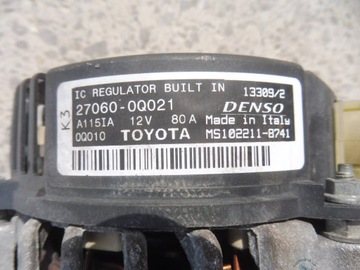 IC REGULATOR BUILT IN 13309/2
27060-0Q021 DENSO
A115IA 12V 80A Made in Italy
0Q010 TOYOTA MS102211-8741
K3